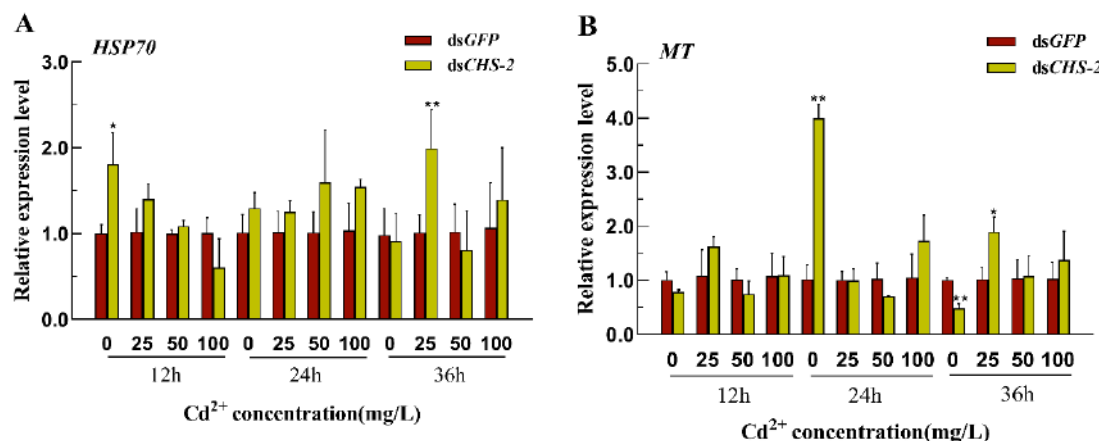 A
HSP70
dsGFP
dsCHS-2
Relative expression level
3.0
2.0
1.0
0.0
*
**
0 25 50 100 0 25 50 100 0 25 50 100
12h 24h 36h
Cd2+ concentration(mg/L)
B
MT
dsGFP
dsCHS-2
Relative expression level
5.0
4.0
3.0
2.0
1.0
0.0
**
**
*
0 25 50 100 0 25 50 100 0 25 50 100
12h 24h 36h
Cd2+ concentration(mg/L)